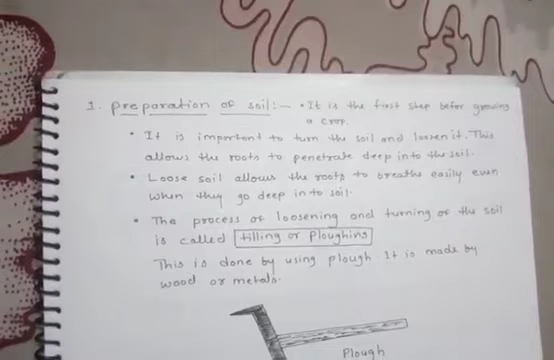 1. Preparation of soil:- • It is the first step befor growing
a crop.
• It is important to turn the soil and loosen it. This
allows the roots to penetrate deep into the soil.
• Loose soil allows the roots to breathe easily even
when they go deep in to soil.
• The process of loosening and turning of the soil
is called tilling or Ploughing
This is done by using plough It is made by
wood or metals.
Plough